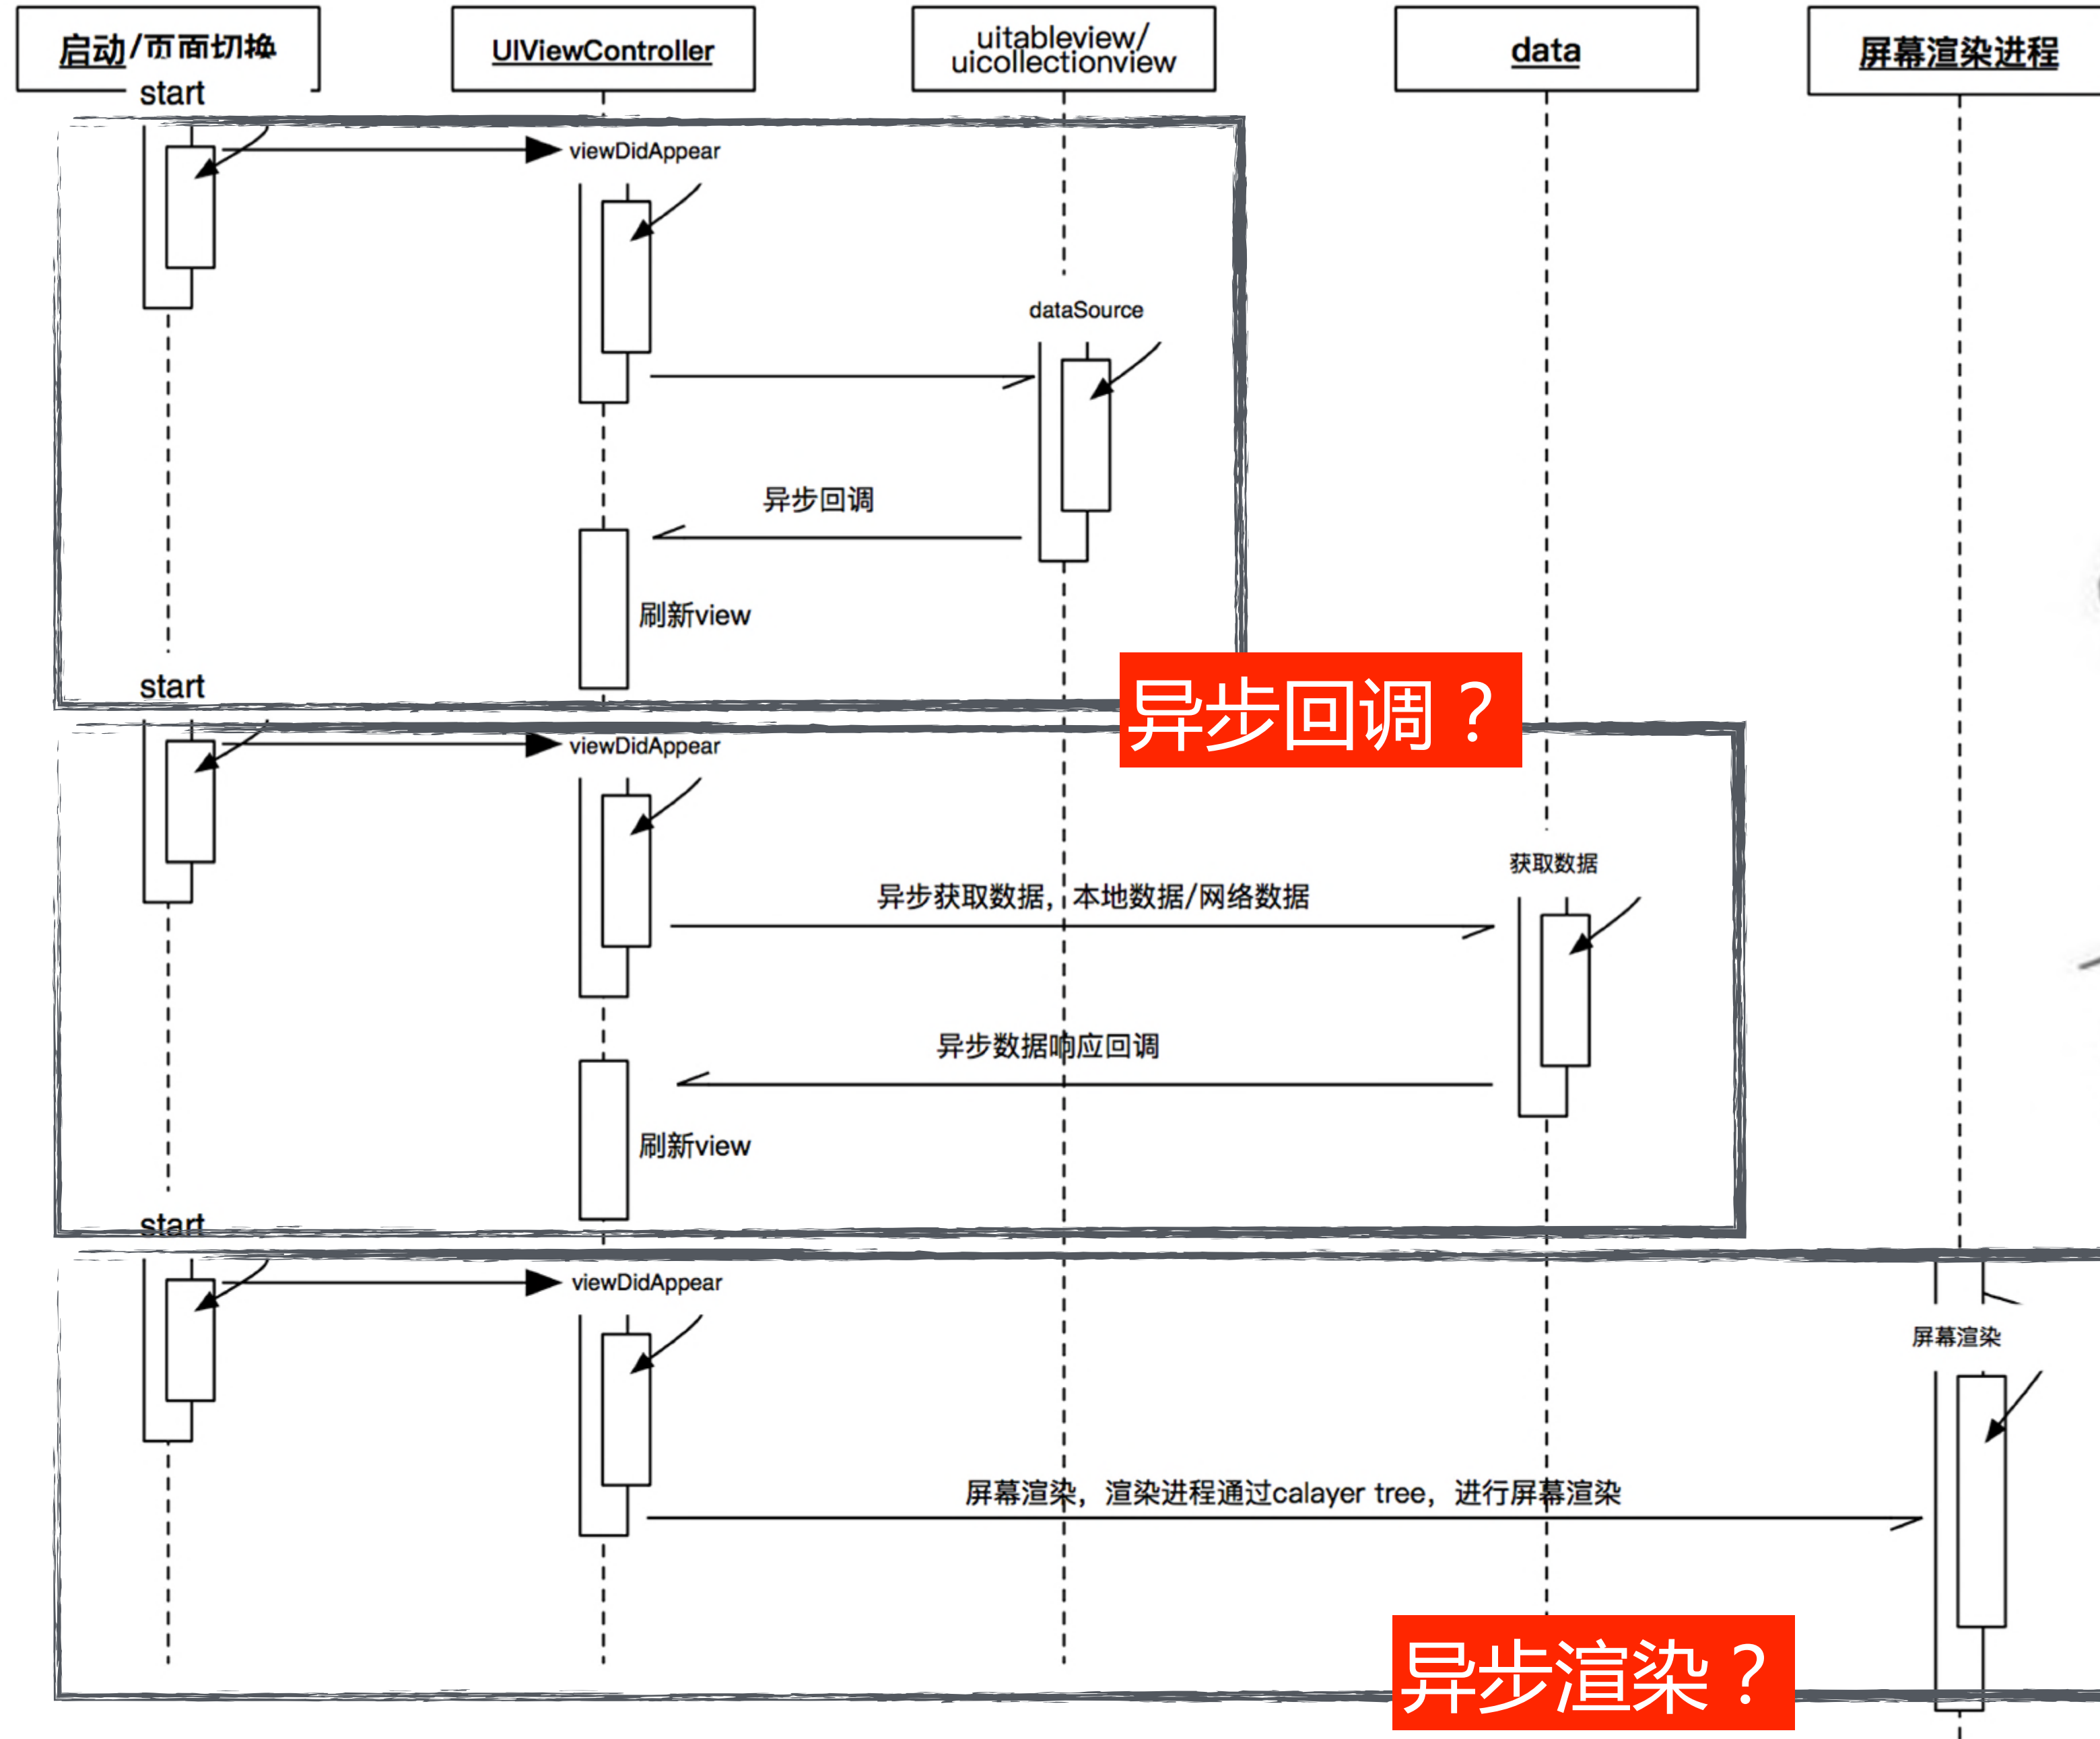 启动/页面切换
UIViewController
uitableview/
uicollectionview
data
屏幕渲染进程
start
viewDidAppear
dataSource
异步回调
刷新view
异步回调？
start
viewDidAppear
获取数据
异步获取数据，本地数据/网络数据
异步数据响应回调
刷新view
start
viewDidAppear
屏幕渲染
屏幕渲染，渲染进程通过calayer tree，进行屏幕渲染
异步渲染？